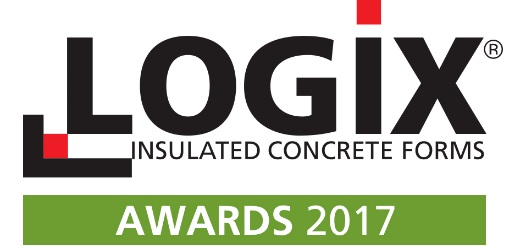 LOGiX®
INSULATED CONCRETE FORMS
AWARDS 2017